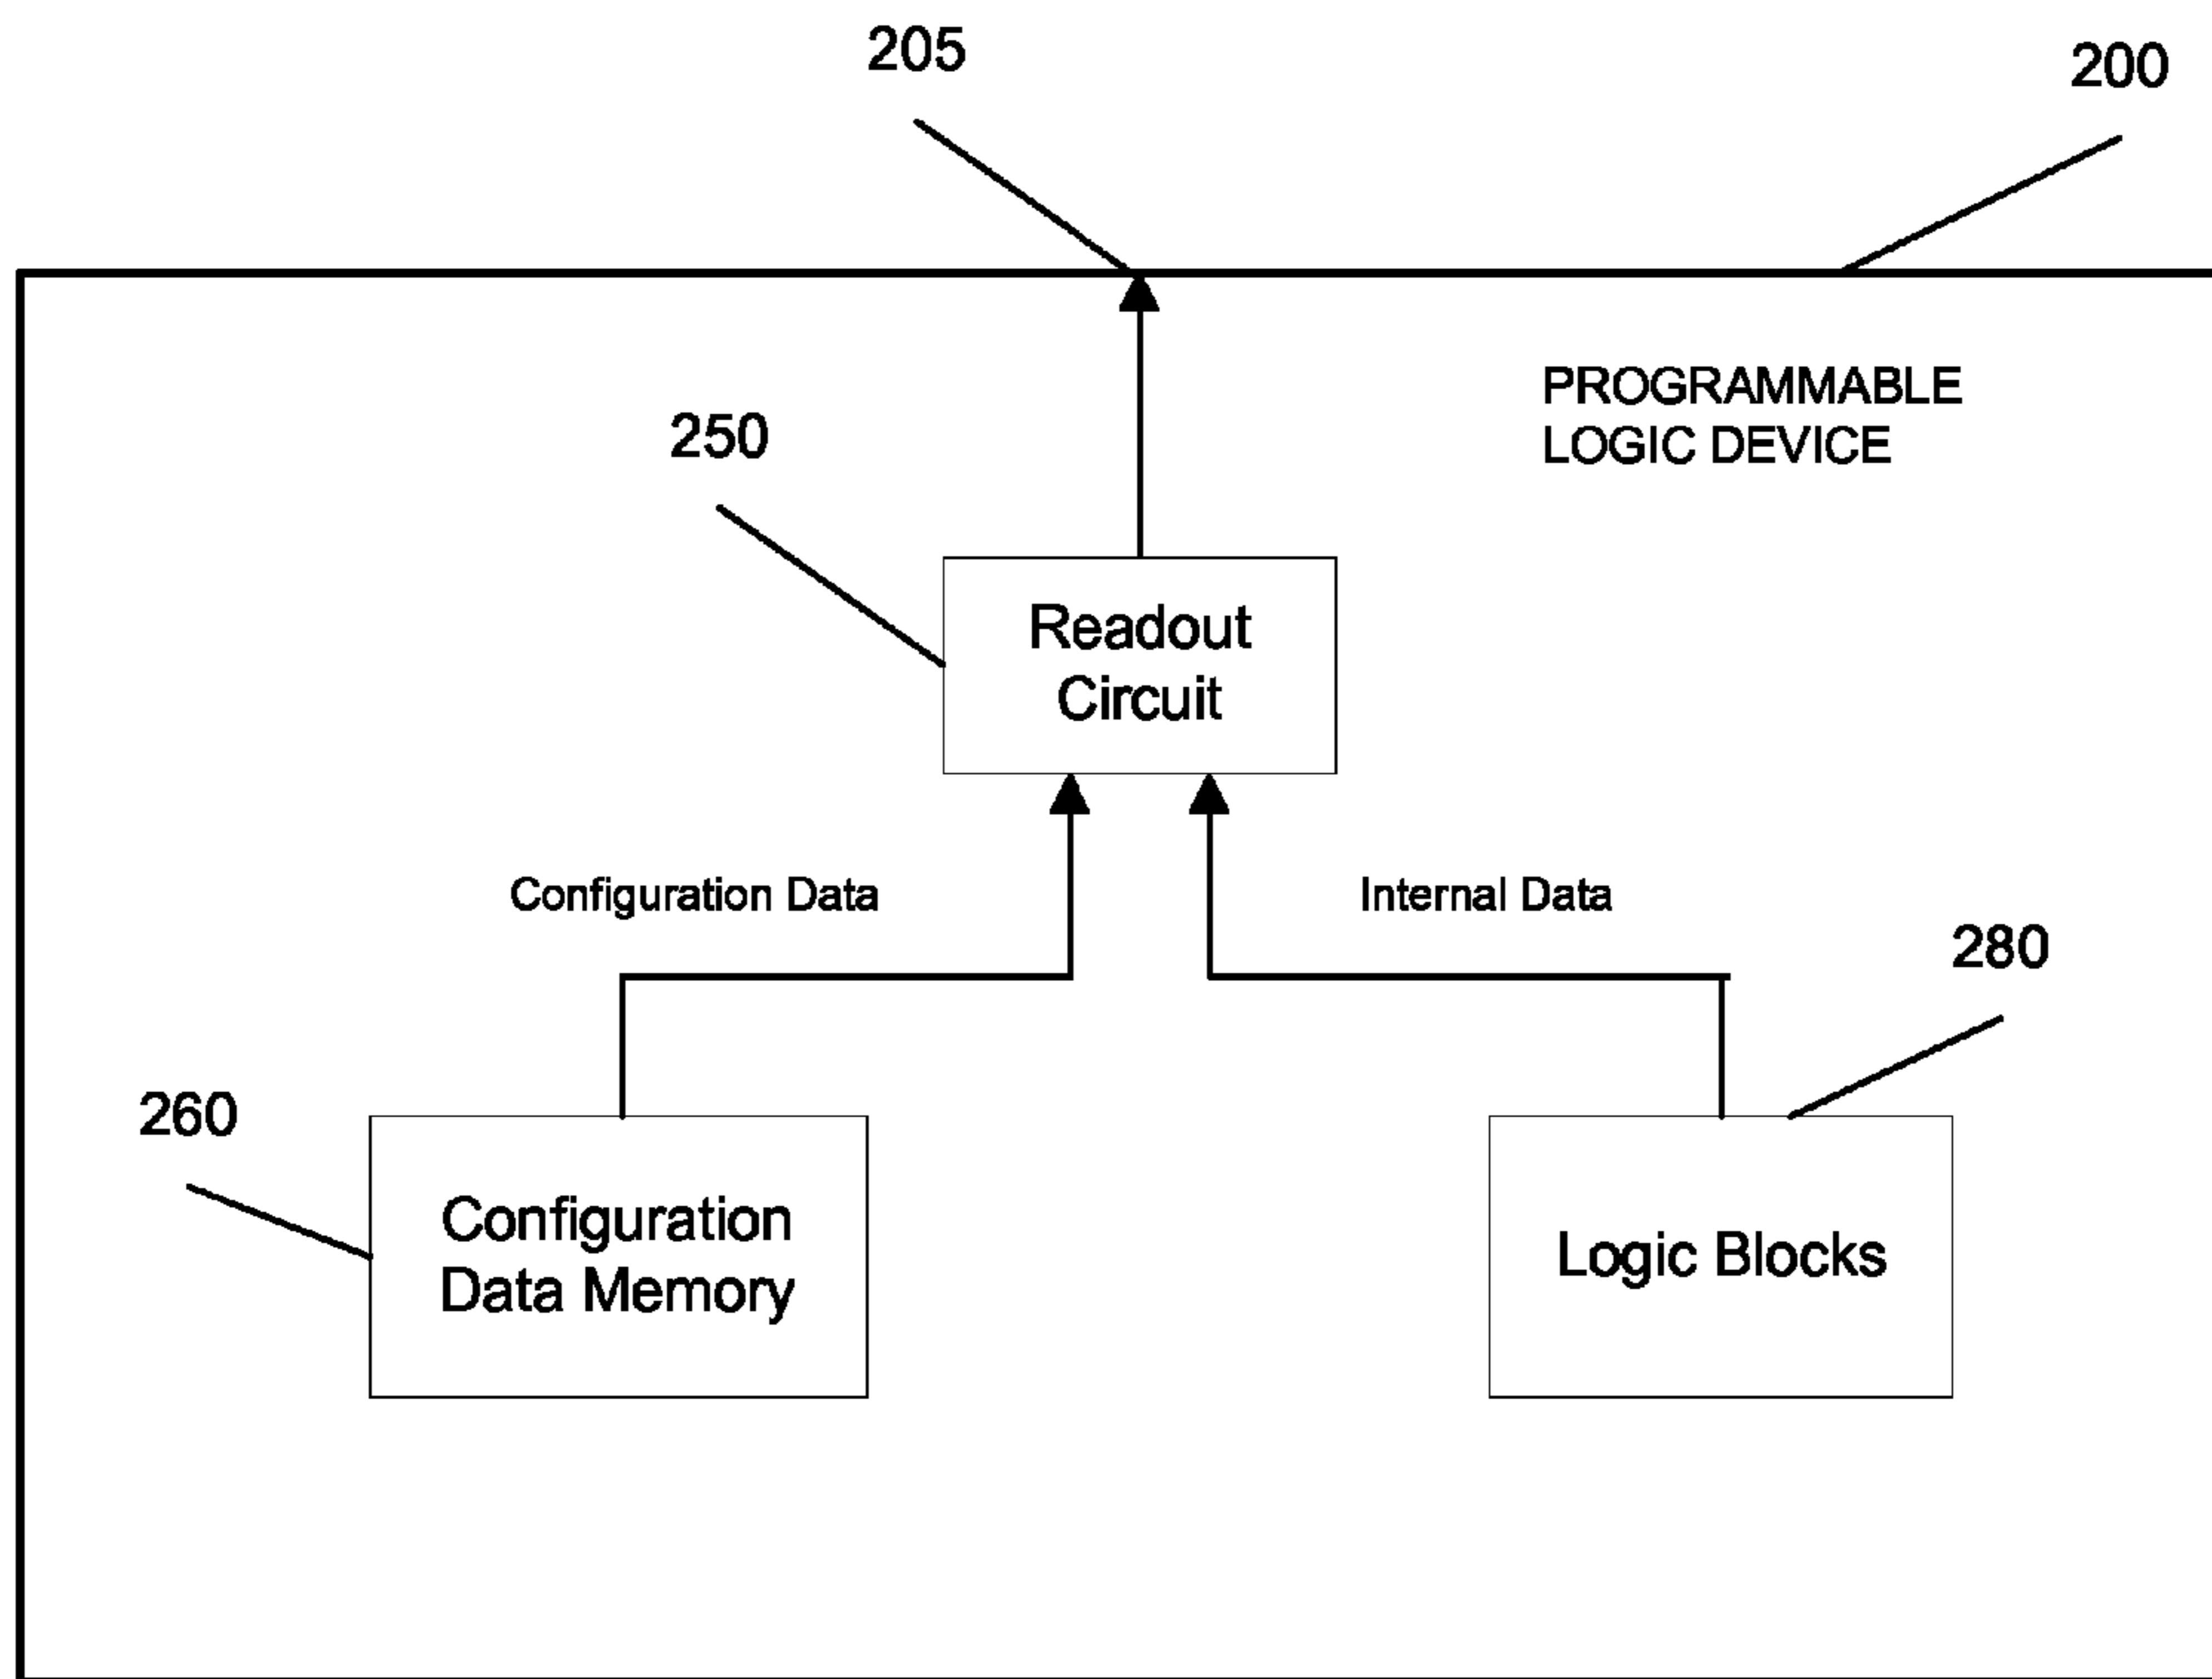 205
200
PROGRAMMABLE
LOGIC DEVICE
250
Readout
Circuit
Configuration Data
Internal Data
280
260
Configuration
Data Memory
Logic Blocks